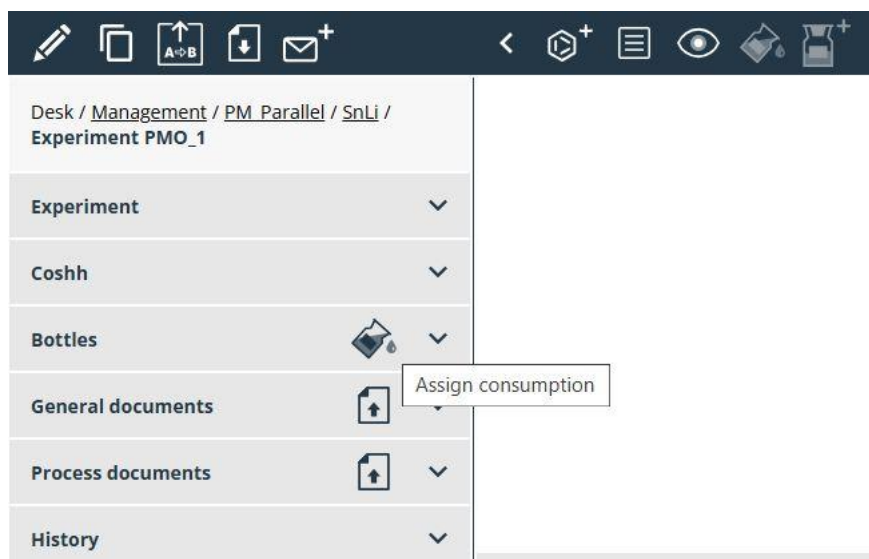 A⇨B
Desk / Management / PM_Parallel / SnLi /
Experiment PMO_1
Experiment
Coshh
Bottles
Assign consumption
General documents
Process documents
History